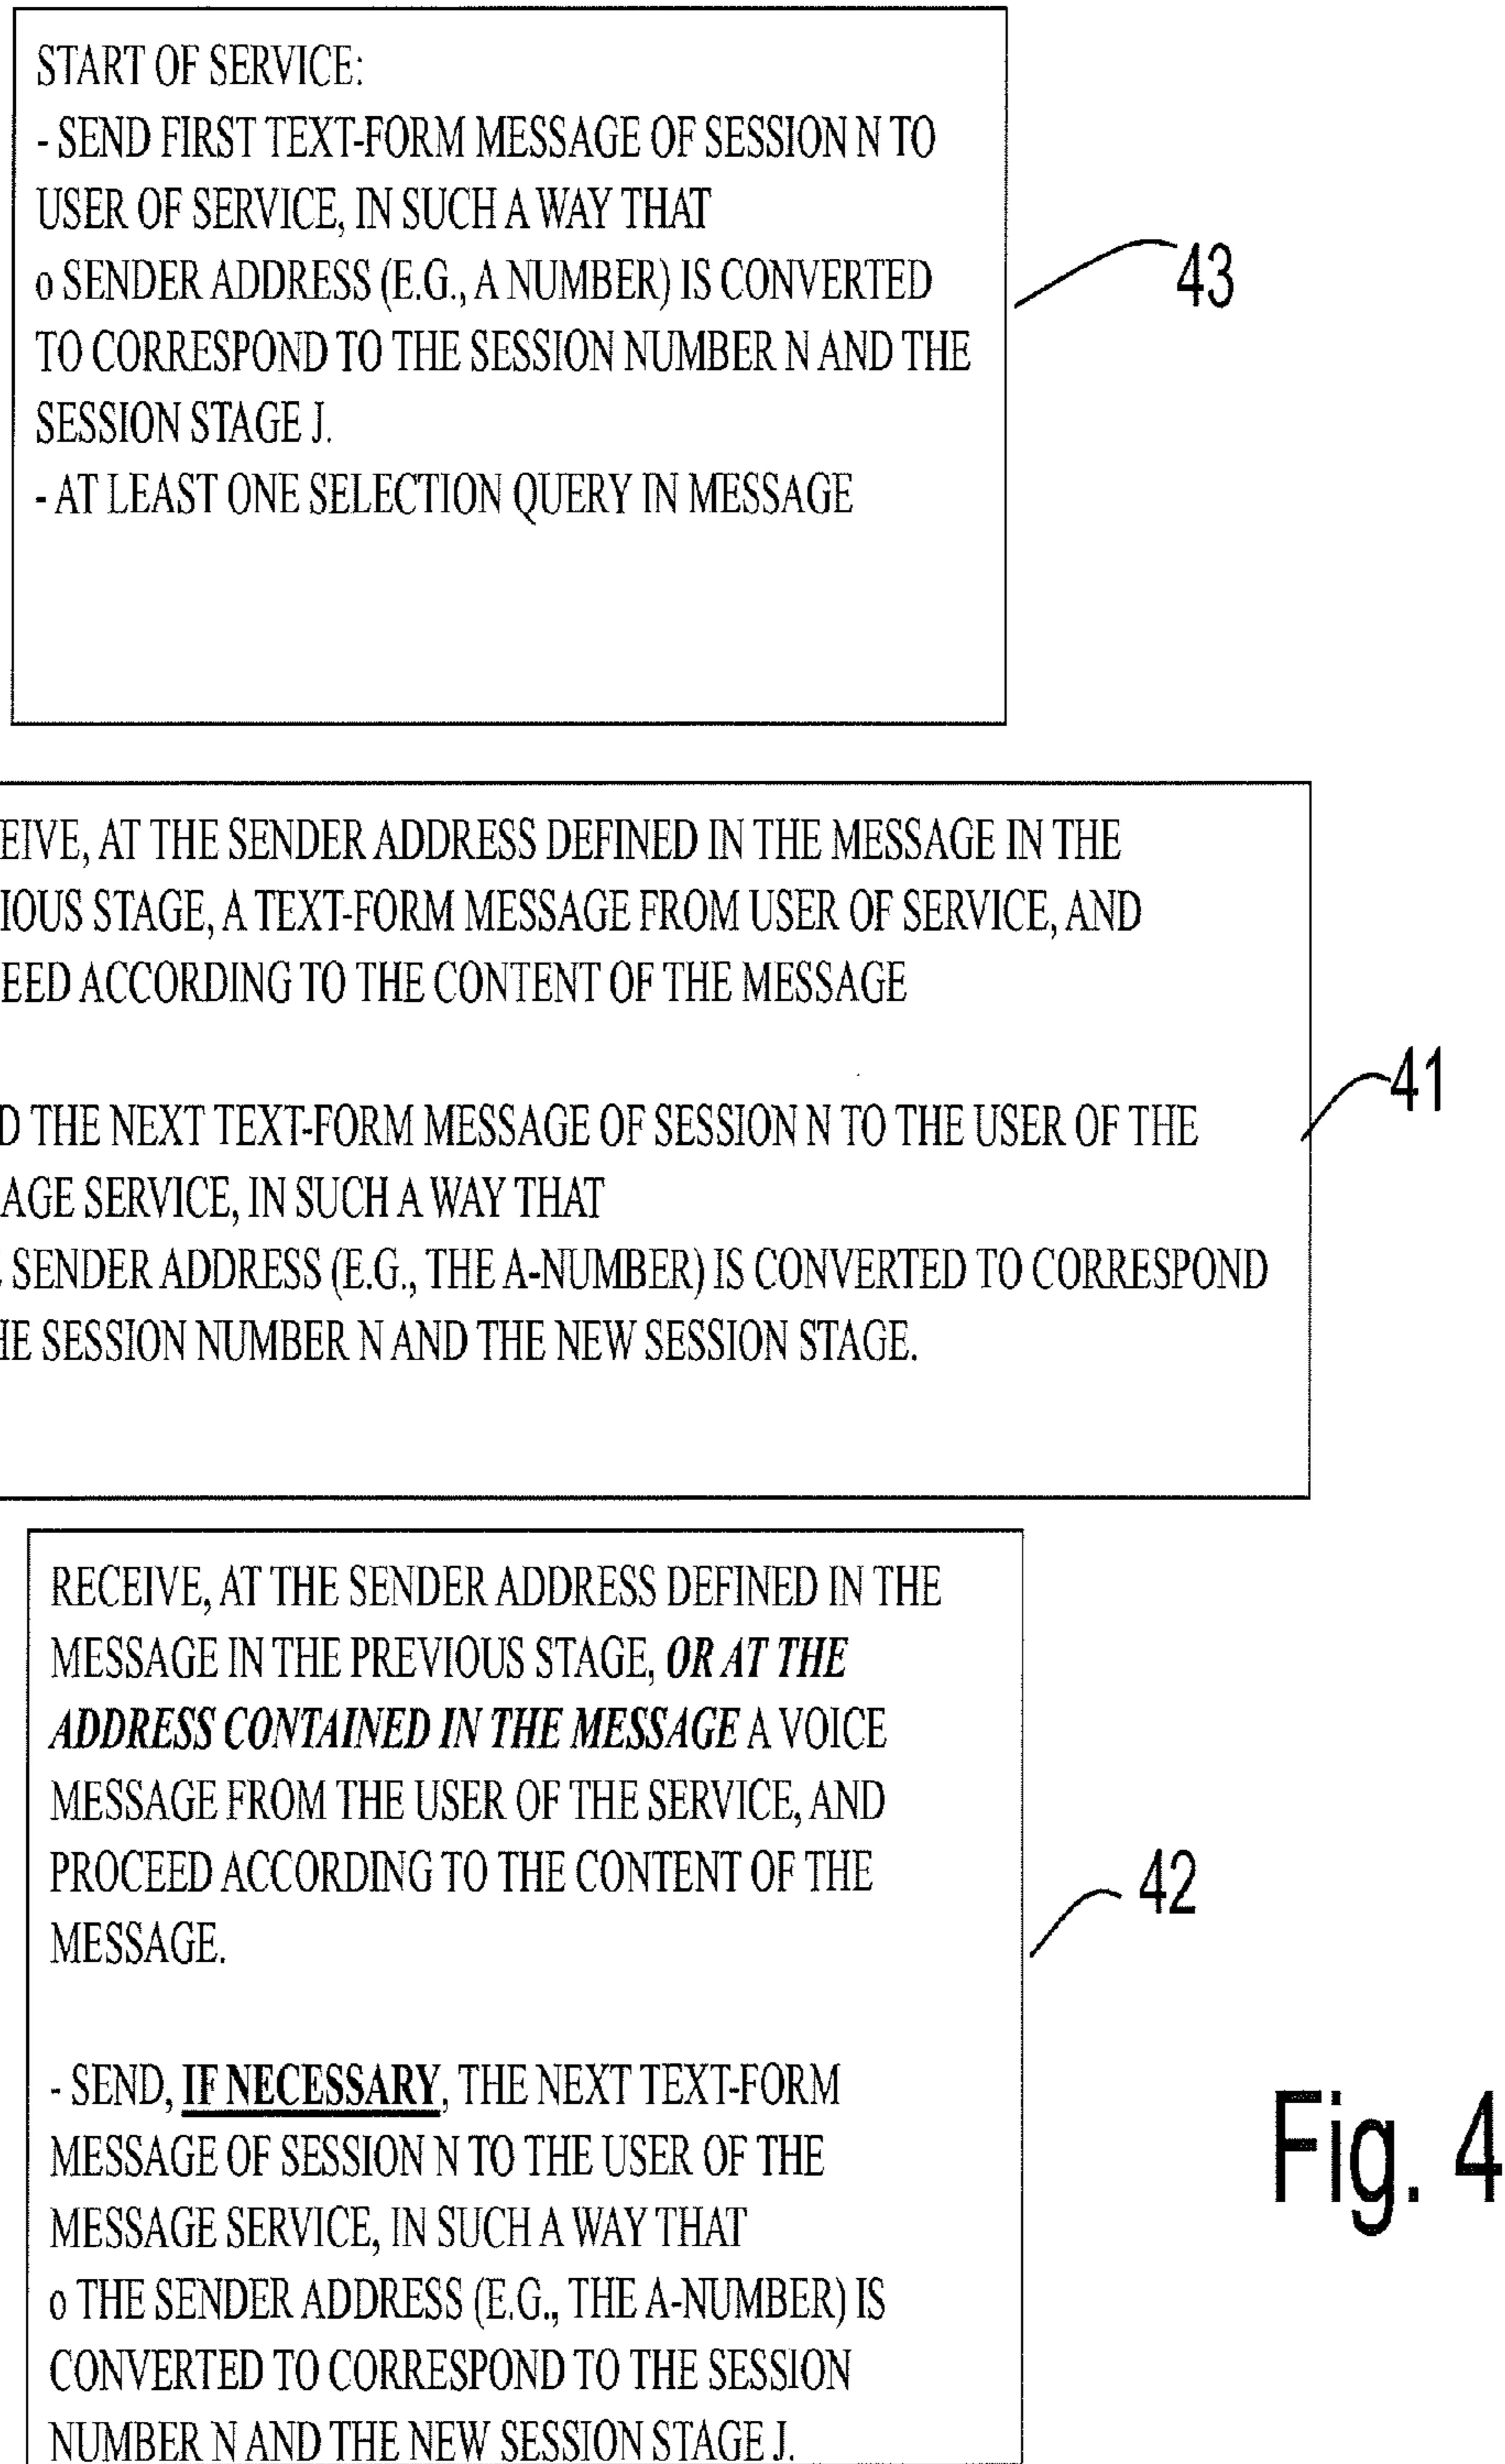 START OF SERVICE:
- SEND FIRST TEXT-FORM MESSAGE OF SESSION N TO
USER OF SERVICE, IN SUCH A WAY THAT
o SENDER ADDRESS (E.G., A NUMBER) IS CONVERTED
TO CORRESPOND TO THE SESSION NUMBER N AND THE
SESSION STAGE J.
- AT LEAST ONE SELECTION QUERY IN MESSAGE
43
EIVE, AT THE SENDER ADDRESS DEFINED IN THE MESSAGE IN THE
IOUS STAGE, A TEXT-FORM MESSAGE FROM USER OF SERVICE, AND
EED ACCORDING TO THE CONTENT OF THE MESSAGE
D THE NEXT TEXT-FORM MESSAGE OF SESSION N TO THE USER OF THE
AGE SERVICE, IN SUCH A WAY THAT
SENDER ADDRESS (E.G., THE A-NUMBER) IS CONVERTED TO CORRESPOND
HE SESSION NUMBER N AND THE NEW SESSION STAGE.
41
RECEIVE, AT THE SENDER ADDRESS DEFINED IN THE
MESSAGE IN THE PREVIOUS STAGE, OR AT THE
ADDRESS CONTAINED IN THE MESSAGE A VOICE
MESSAGE FROM THE USER OF THE SERVICE, AND
PROCEED ACCORDING TO THE CONTENT OF THE
MESSAGE.
- SEND, IF NECESSARY, THE NEXT TEXT-FORM
MESSAGE OF SESSION N TO THE USER OF THE
MESSAGE SERVICE, IN SUCH A WAY THAT
o THE SENDER ADDRESS (E.G., THE A-NUMBER) IS
CONVERTED TO CORRESPOND TO THE SESSION
NUMBER N AND THE NEW SESSION STAGE J.
42
Fig. 4